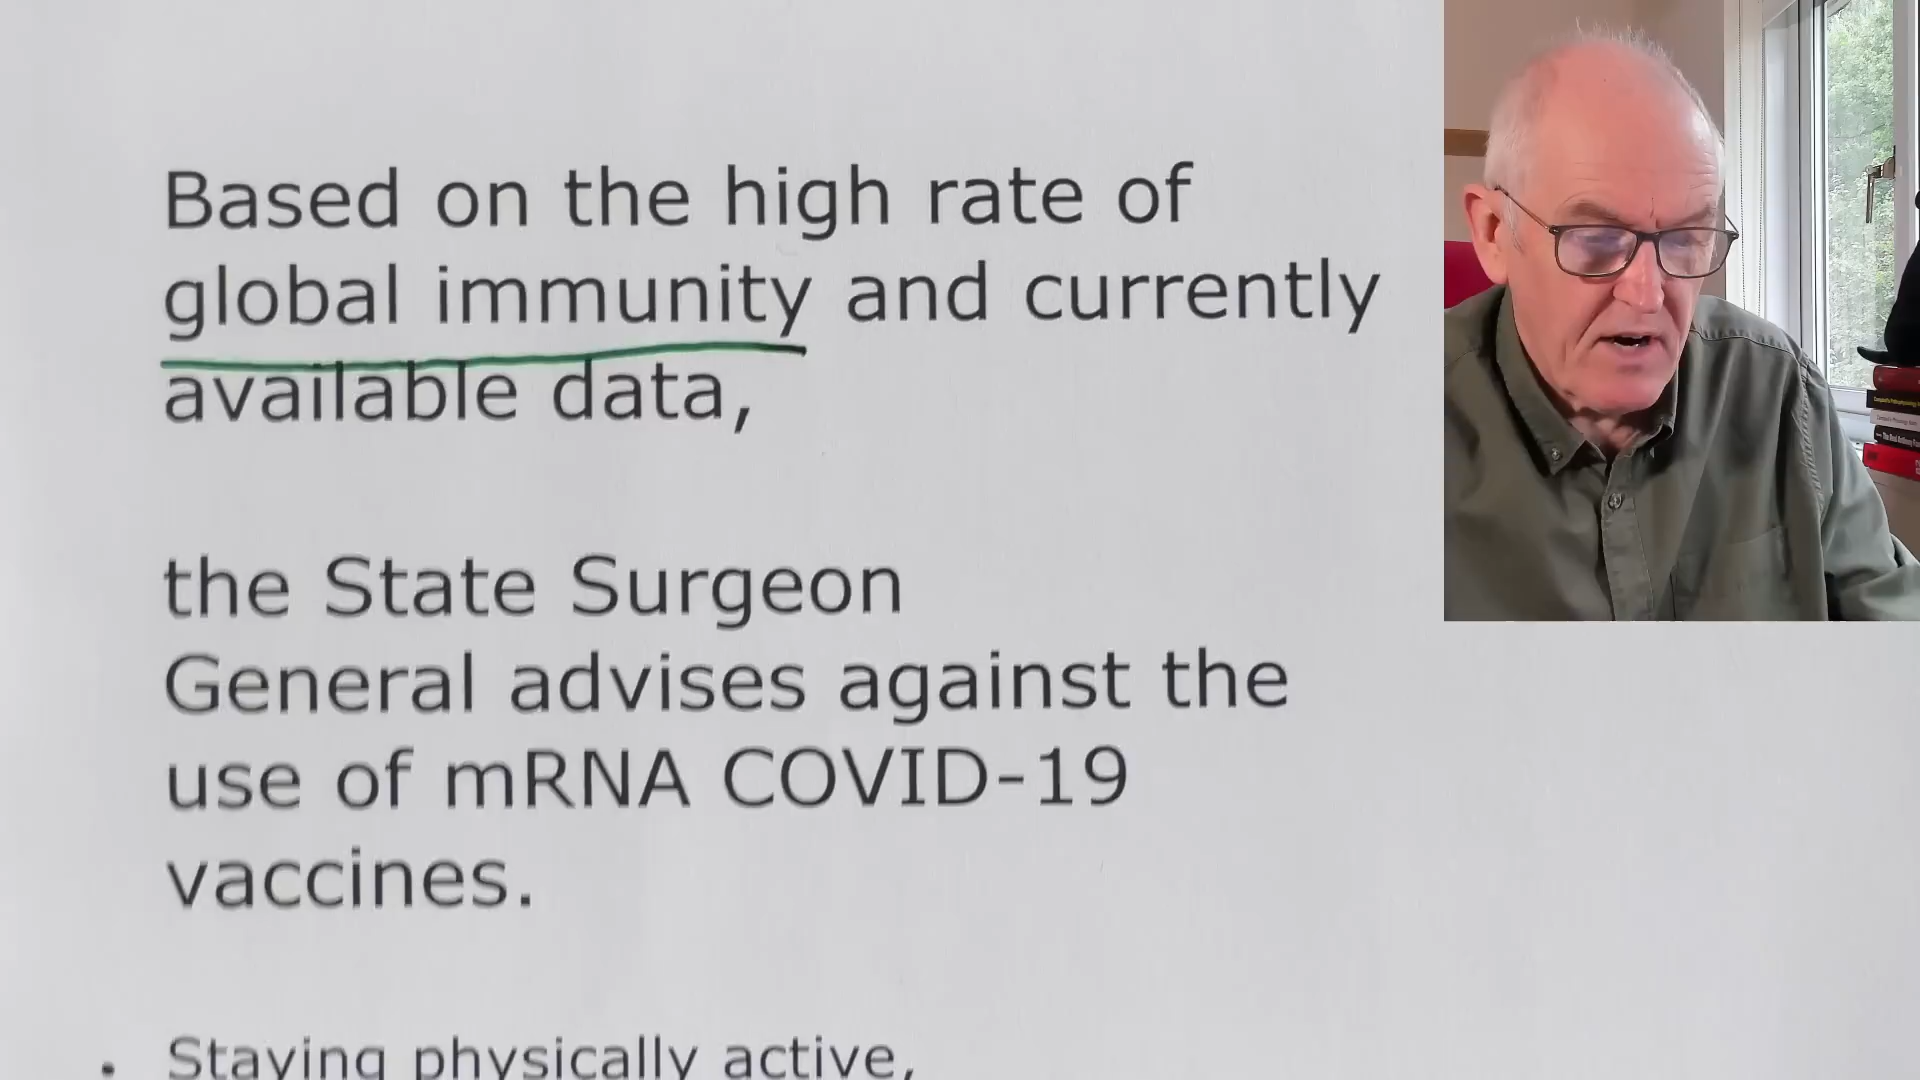 Based on the high rate of
global immunity and currently
available data,
the State Surgeon
General advises against the
use of mRNA COVID-19
vaccines.
• Staying physically active,